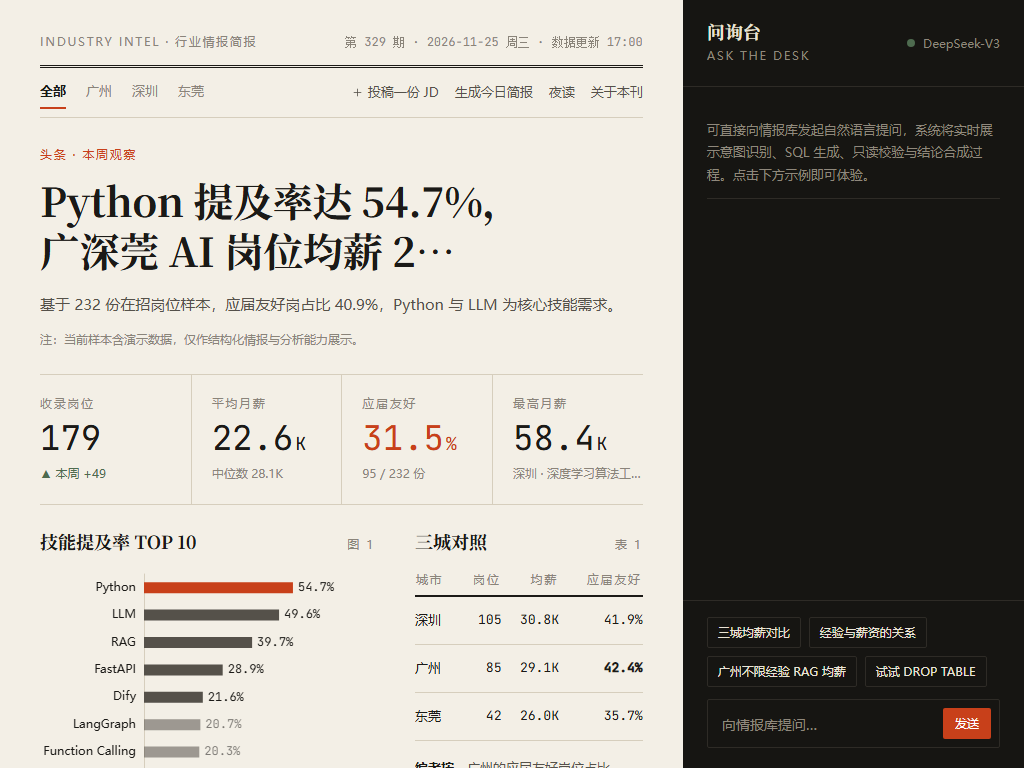 INDUSTRY INTEL · 行业情报简报
第 329 期 · 2026-11-25 周三 · 数据更新 17:00
全部 广州 深圳 东莞
+ 投稿一份 JD 生成今日简报 夜读 关于本刊
头条 · 本周观察
Python 提及率达 54.7%,
广深莞 AI 岗位均薪 2…
基于 232 份在招岗位样本，应届友好岗占比 40.9%，Python 与 LLM 为核心技能需求。
注：当前样本含演示数据，仅作结构化情报与分析能力展示。
收录岗位
179
▲ 本周 +49
平均月薪
22.6K
中位数 28.1K
应届友好
31.5%
95 / 232 份
最高月薪
58.4K
深圳 · 深度学习算法工…
技能提及率 TOP 10
图 1
Python 54.7%
LLM 49.6%
RAG 39.7%
FastAPI 28.9%
Dify 21.6%
LangGraph 20.7%
Function Calling 20.3%
三城对照
表 1
城市 岗位 均薪 应届友好
深圳 105 30.8K 41.9%
广州 85 29.1K 42.4%
东莞 42 26.0K 35.7%
编者按 广州的应届友好岗位占比
问询台
ASK THE DESK
DeepSeek-V3
可直接向情报库发起自然语言提问，系统将实时展
示意图识别、SQL 生成、只读校验与结论合成过
程。点击下方示例即可体验。
三城均薪对比 经验与薪资的关系
广州不限经验 RAG 均薪 试试 DROP TABLE
向情报库提问…
发送